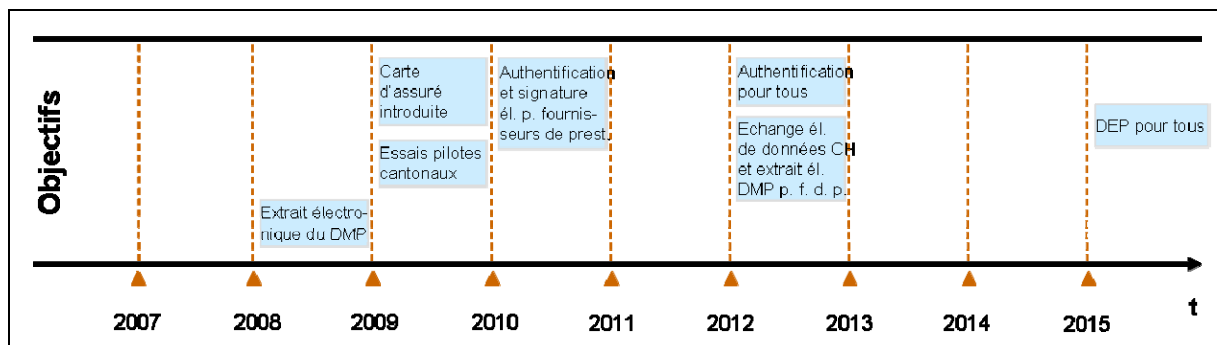 Objectifs
Extrait électro-
nique du DMP
Carte
d'assuré
introduite
Essais pilotes
cantonaux
Authentification
et signature
él. p. fournis-
seurs de prest.
Authentification
pour tous
Echange él.
de données CH
et extrait él.
DMP p. f. d. p.
DEP pour tous
t
2007
2008
2009
2010
2011
2012
2013
2014
2015